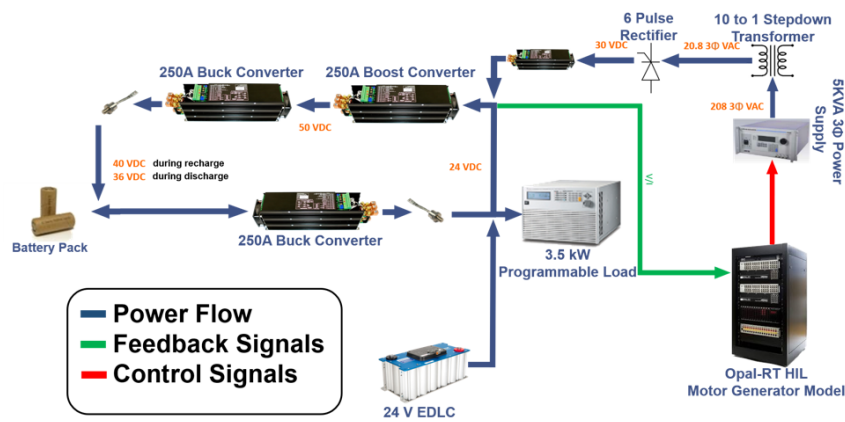 6 Pulse
Rectifier
10 to 1 Stepdown
Transformer
30 VDC
20.8 3Φ VAC
250A Buck Converter
250A Boost Converter
5KVA 3Φ Power
Supply
208 3Φ VAC
50 VDC
40 VDC during recharge
36 VDC during discharge
24 VDC
V/I
Battery Pack
250A Buck Converter
3.5 kW
Programmable Load
Power Flow
Feedback Signals
Control Signals
24 V EDLC
Opal-RT HIL
Motor Generator Model